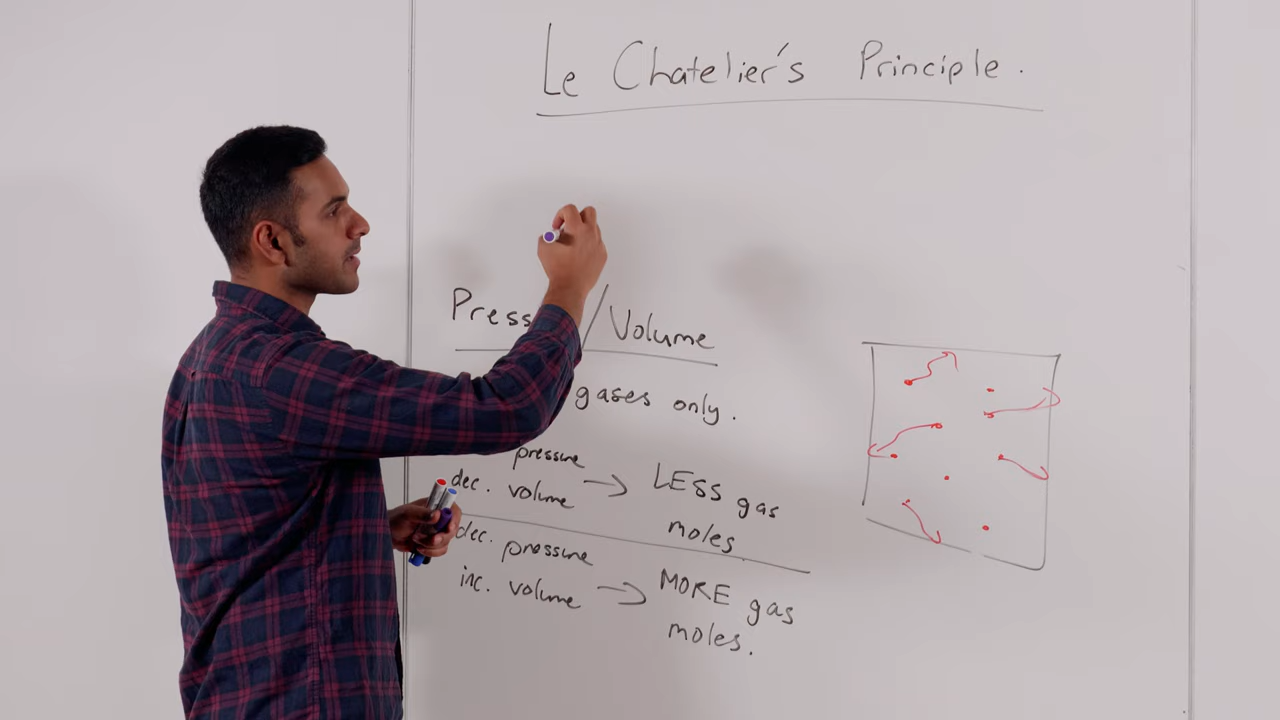 Le Chatelier's Principle.
/Volume
gases only.
pressure
dec. volume → LESS gas
moles
dec. pressure
inc. volume → MORE gas
moles.